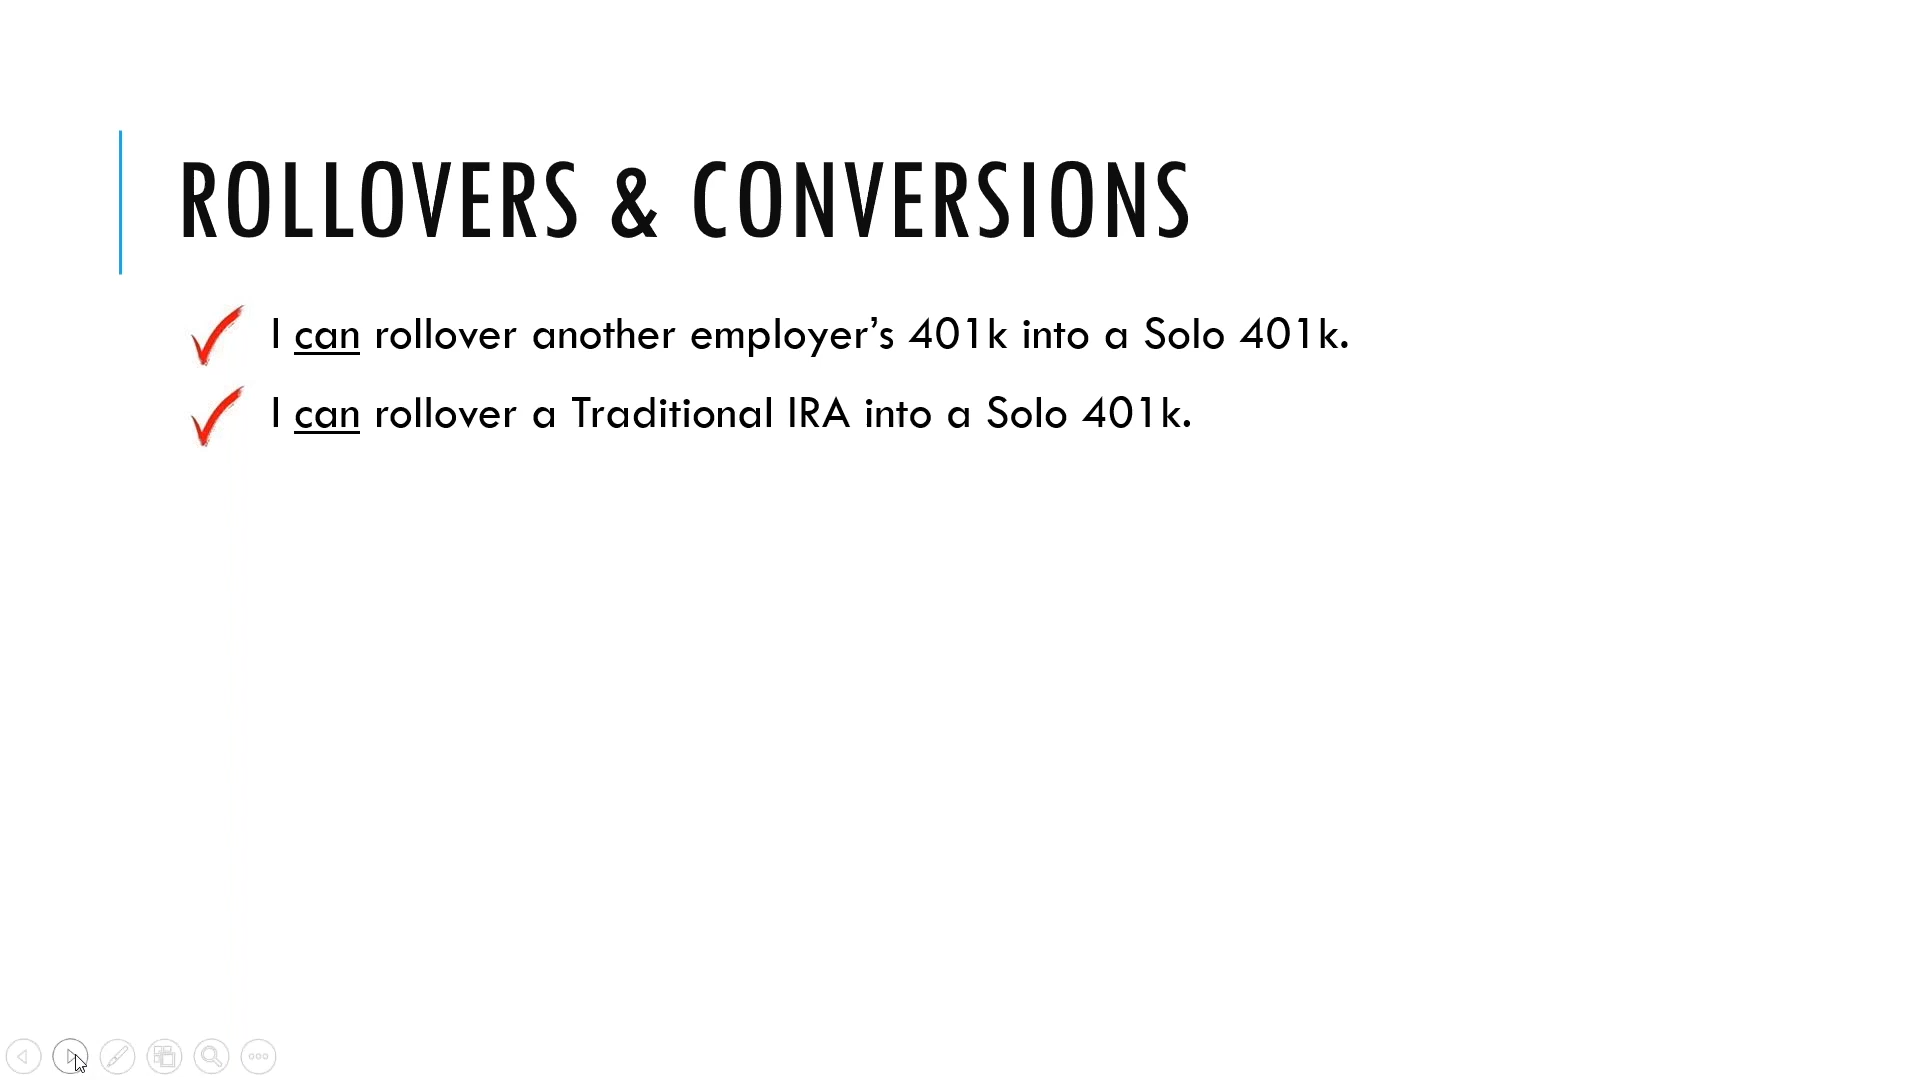 ROLLOVERS & CONVERSIONS
I can rollover another employer’s 401k into a Solo 401k.
I can rollover a Traditional IRA into a Solo 401k.